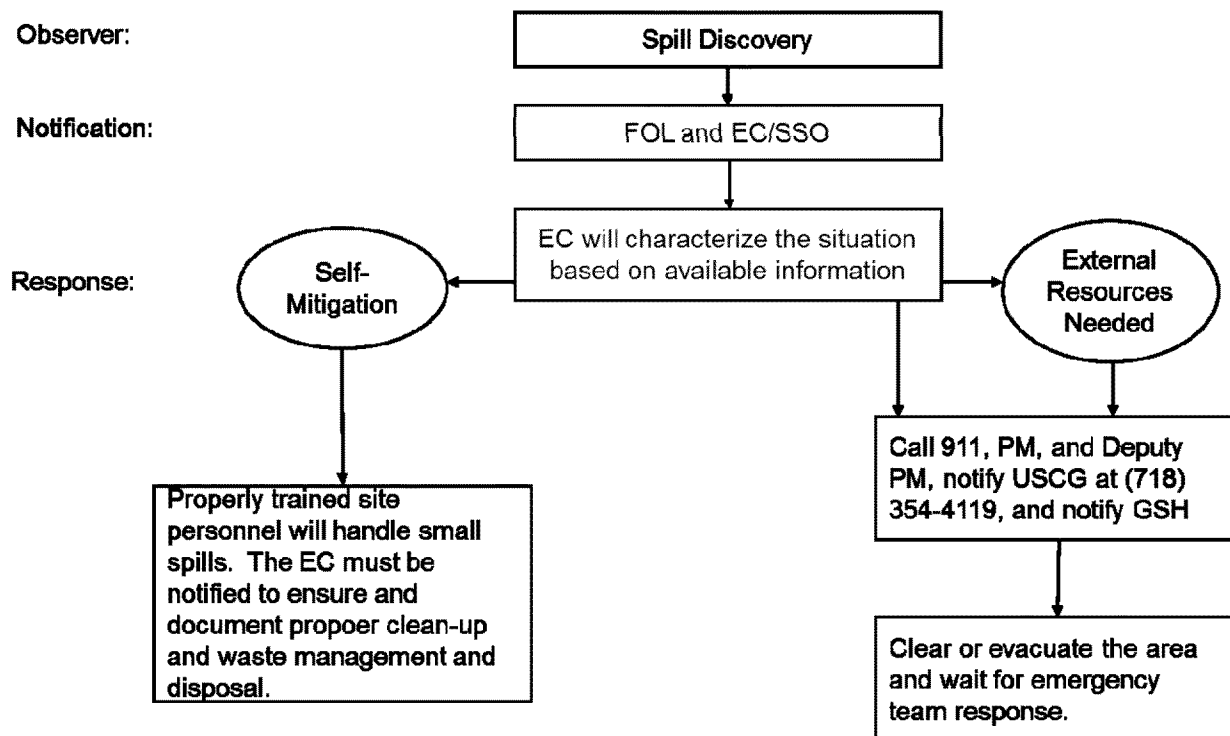 Observer:
Spill Discovery
Notification:
FOL and EC/SSO
EC will characterize the situation
based on available information
Response:
Self-
Mitigation
External
Resources
Needed
Properly trained site
personnel will handle small
spills.  The EC must be
notified to ensure and
document propoer clean-up
and waste management and
disposal.
Call 911, PM, and Deputy
PM, notify USCG at (718)
354-4119, and notify GSH
Clear or evacuate the area
and wait for emergency
team response.